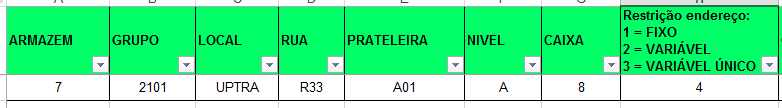 ARMAZEM GRUPO LOCAL RUA PRATELEIRA NIVEL CAIXA Restrição endereço:
1 = FIXO
2 = VARIÁVEL
3 = VARIÁVEL ÚNICO
7 2101 UPTRA R33 A01 A 8 4